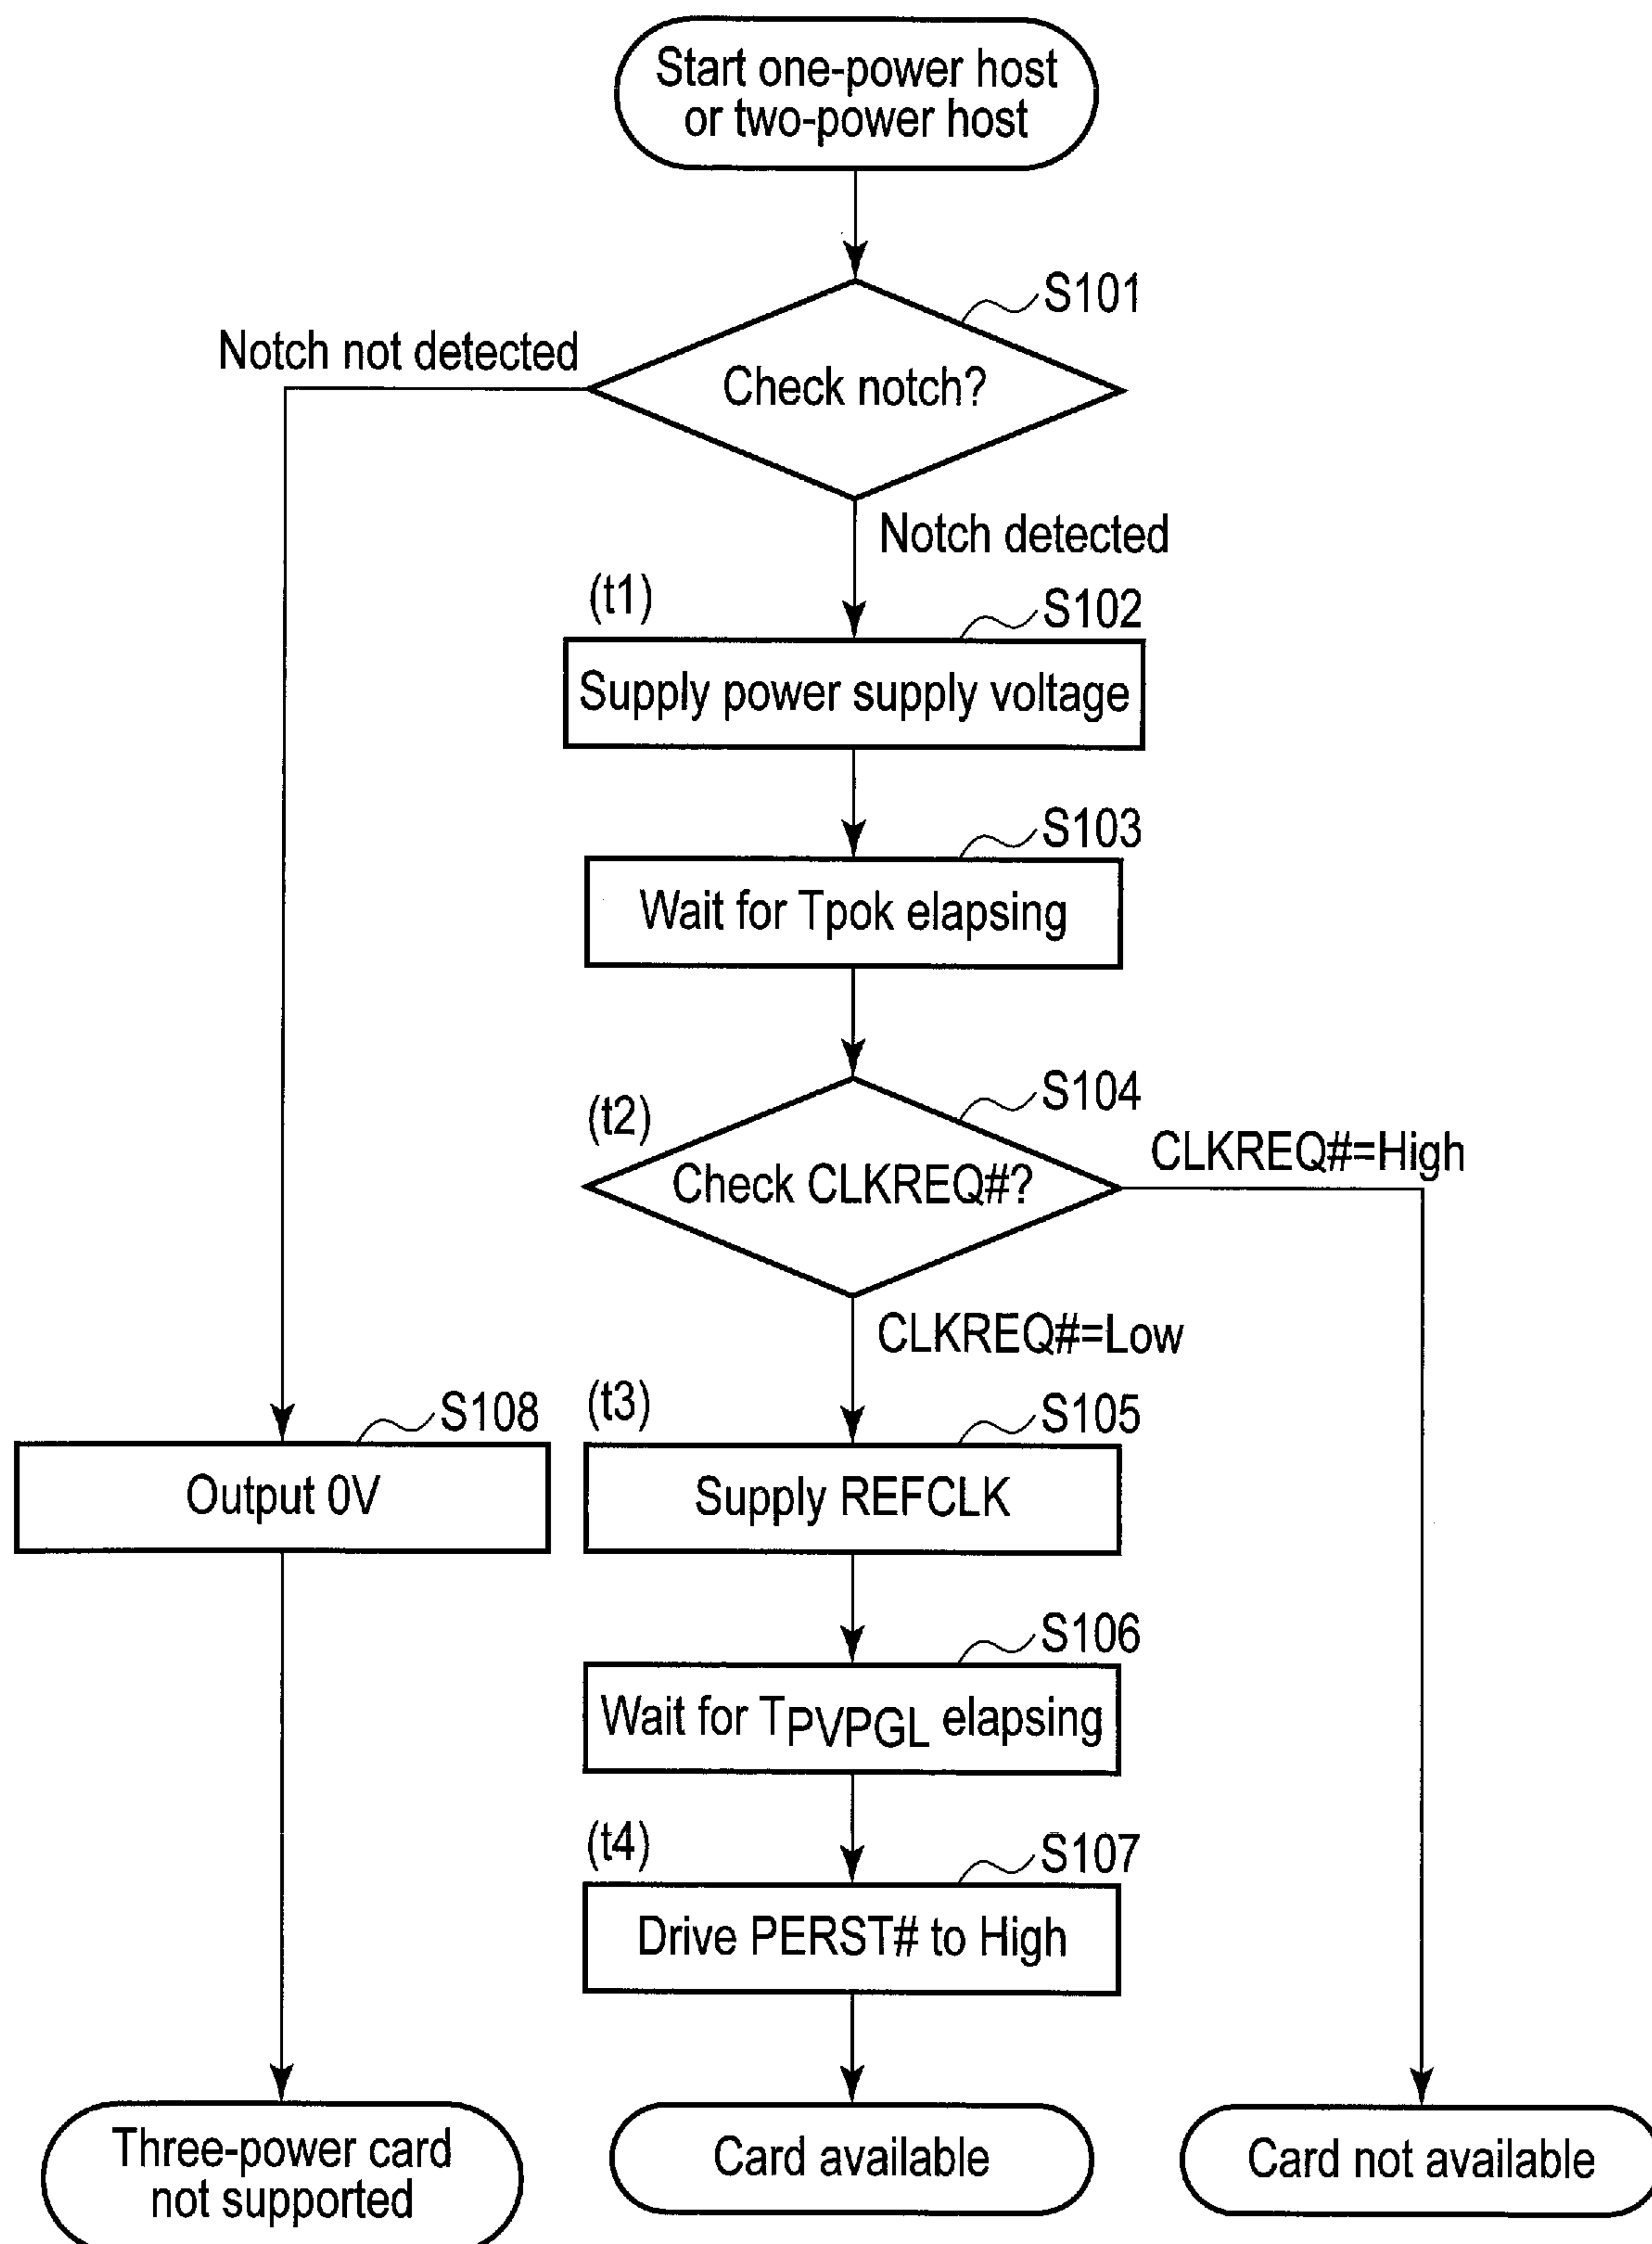 Start one-power host
or two-power host
S101
Notch not detected
Check notch?
Notch detected
(t1)
S102
Supply power supply voltage
S103
Wait for Tpok elapsing
(t2)
S104
CLKREQ#=High
Check CLKREQ#?
CLKREQ#=Low
(t3)
S108
S105
Output 0V
Supply REFCLK
S106
Wait for TPVPGL elapsing
(t4)
S107
Drive PERST# to High
Three-power card
not supported
Card available
Card not available